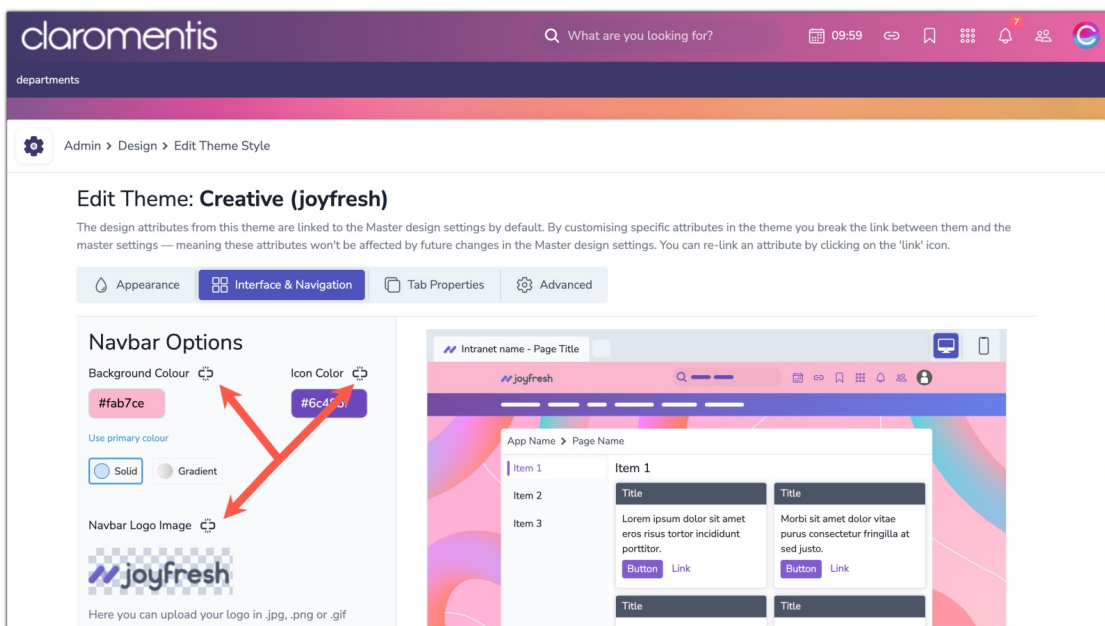 claromentis
What are you looking for?
09:59
7
departments
Admin > Design > Edit Theme Style
Edit Theme: Creative (joyfresh)
The design attributes from this theme are linked to the Master design settings by default. By customising specific attributes in the theme you break the link between them and the
master settings — meaning these attributes won't be affected by future changes in the Master design settings. You can re-link an attribute by clicking on the 'link' icon.
Appearance
Interface & Navigation
Tab Properties
Advanced
Navbar Options
Background Colour
Icon Color
#fab7ce
Use primary colour
Solid
Gradient
Navbar Logo Image
joyfresh
Here you can upload your logo in .jpg, .png or .gif
Intranet name - Page Title
joyfresh
App Name > Page Name
Item 1
Item 2
Item 3
Item 1
Title
Lorem ipsum dolor sit amet
eros risus tortor incididunt
porttitor.
Button Link
Title
Morbi sit amet dolor vitae
purus consectetur fringilla at
sed justo.
Button Link
Title
Title